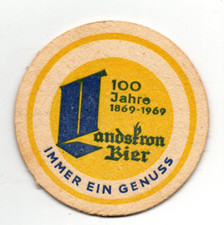 100
Jahre
1869-1969
Landskron
Bier
IMMER EIN GENUSS